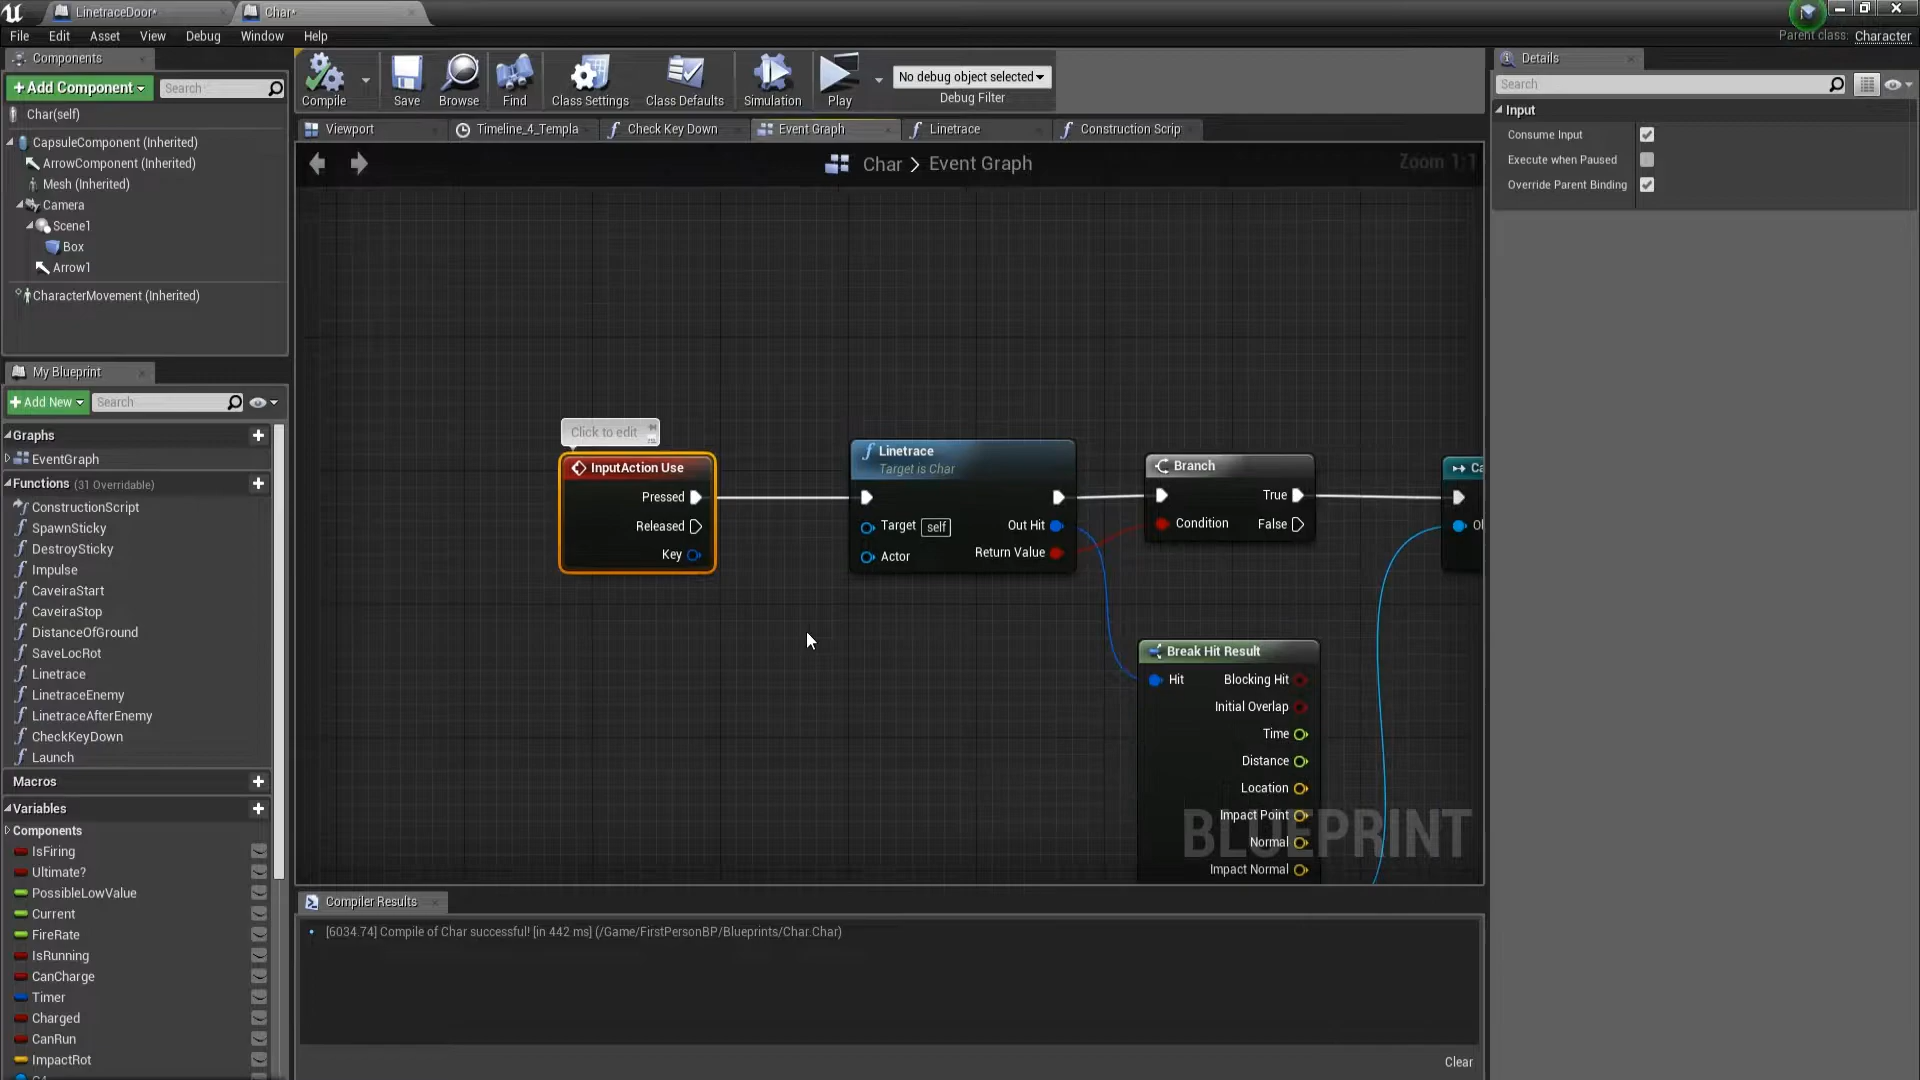 LinetraceDoor*
Char*
File
Edit
Asset
View
Debug
Window
Help
Parent class: Character
Components
+Add Component
Search
Char(self)
CapsuleComponent (Inherited)
ArrowComponent (Inherited)
Mesh (Inherited)
Camera
Scene1
Box
Arrow1
CharacterMovement (Inherited)
My Blueprint
+Add New
Search
Graphs
EventGraph
Functions (31 Overridable)
ConstructionScript
SpawnSticky
DestroySticky
Impulse
CaveiraStart
CaveiraStop
DistanceOfGround
SaveLocRot
Linetrace
LinetraceEnemy
LinetraceAfterEnemy
CheckKeyDown
Launch
Macros
Variables
Components
IsFiring
Ultimate?
PossibleLowValue
Current
FireRate
IsRunning
CanCharge
Timer
Charged
CanRun
ImpactRot
Compile
Save
Browse
Find
Class Settings
Class Defaults
Simulation
Play
No debug object selected
Debug Filter
Viewport
Timeline_4_Templa
Check Key Down
Event Graph
Linetrace
Construction Scrip
Char > Event Graph
Zoom 1:1
Click to edit
InputAction Use
Pressed
Released
Key
Linetrace
Target is Char
Target self
Out Hit
Actor
Return Value
Branch
True
Condition
False
Ca
Ol
Break Hit Result
Hit
Blocking Hit
Initial Overlap
Time
Distance
Location
Impact Point
Normal
Impact Normal
BLUEPRINT
Compiler Results
[6034.74] Compile of Char successful! [in 442 ms] (/Game/FirstPersonBP/Blueprints/Char.Char)
Clear
Details
Search
Input
Consume Input
Execute when Paused
Override Parent Binding